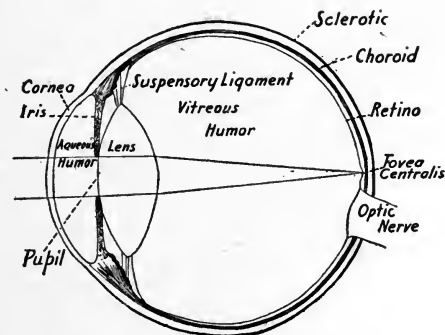 Sclerotic
Choroid
Cornea
Suspensory Ligament
Iris
Vitreous
Retina
Humor
Aqueous
Lens
Humor
Fovea
Centralis
Optic
Nerve
Pupil